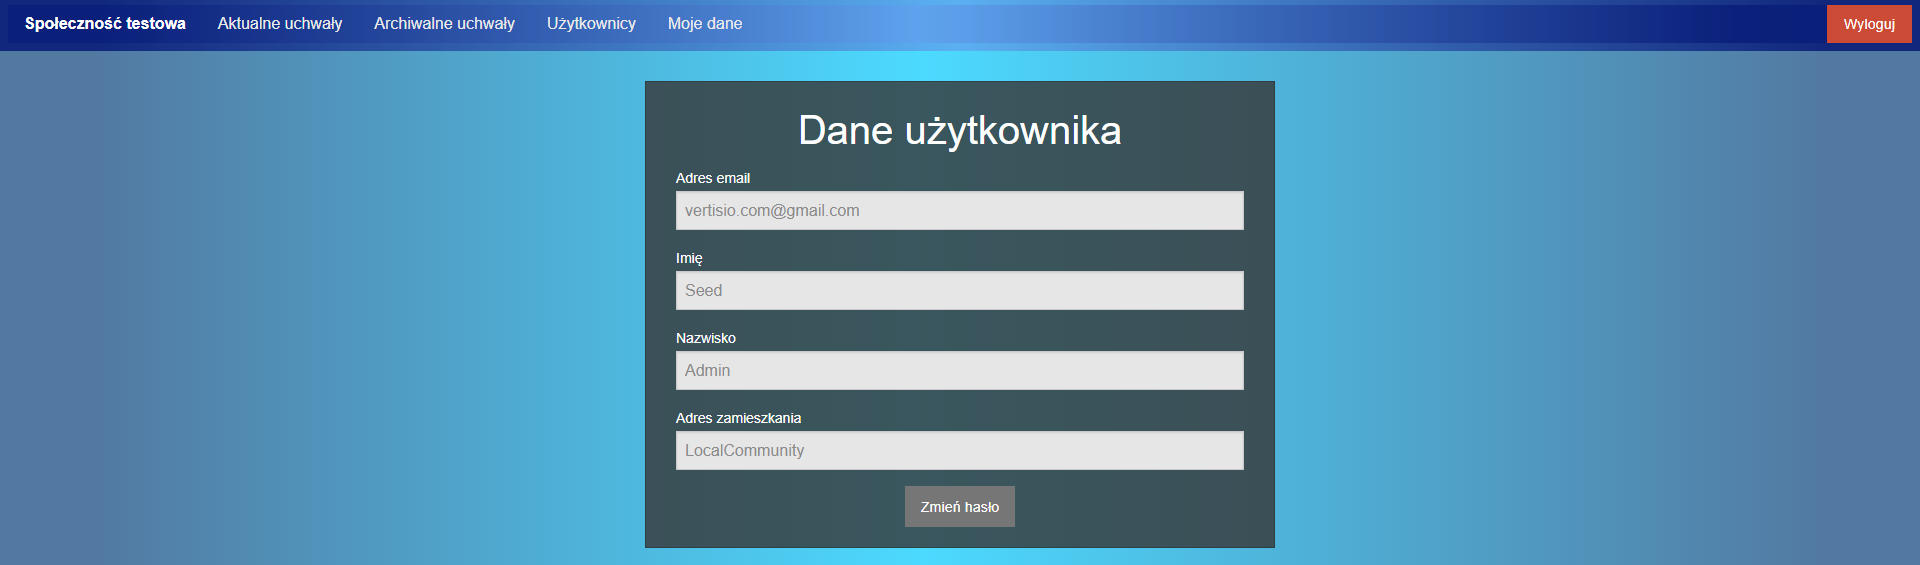 Społeczność testowa Aktualne uchwały Archiwalne uchwały Użytkownicy Moje dane Wyloguj
Dane użytkownika
Adres email
vertisio.com@gmail.com
Imię
Seed
Nazwisko
Admin
Adres zamieszkania
LocalCommunity
Zmień hasło